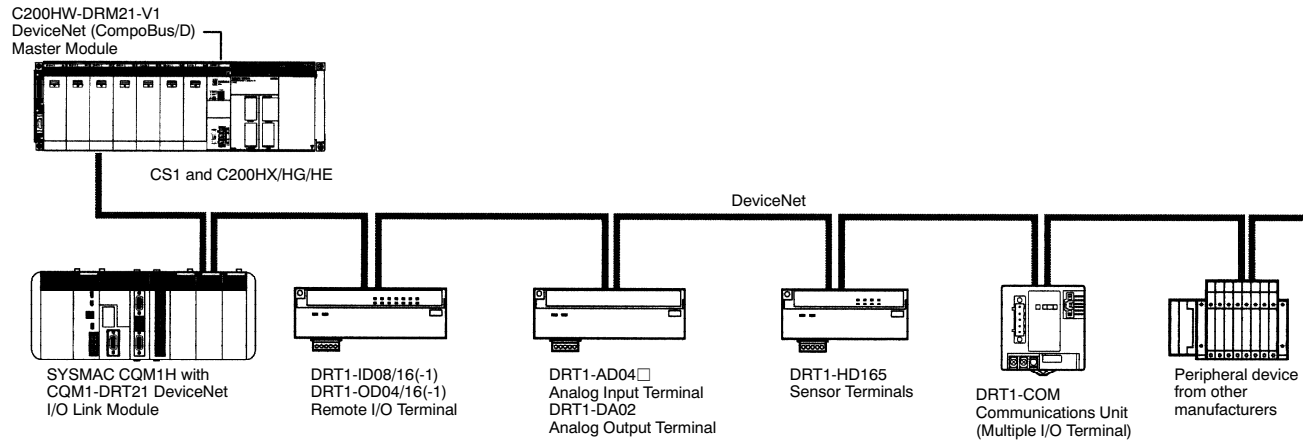 C200HW-DRM21-V1
DeviceNet (CompoBus/D)
Master Module
CS1 and C200HX/HG/HE
DeviceNet
SYSMAC CQM1H with
CQM1-DRT21 DeviceNet
I/O Link Module
DRT1-ID08/16(-1)
DRT1-OD04/16(-1)
Remote I/O Terminal
DRT1-AD04□
Analog Input Terminal
DRT1-DA02
Analog Output Terminal
DRT1-HD165
Sensor Terminals
DRT1-COM
Communications Unit
(Multiple I/O Terminal)
Peripheral device
from other
manufacturers